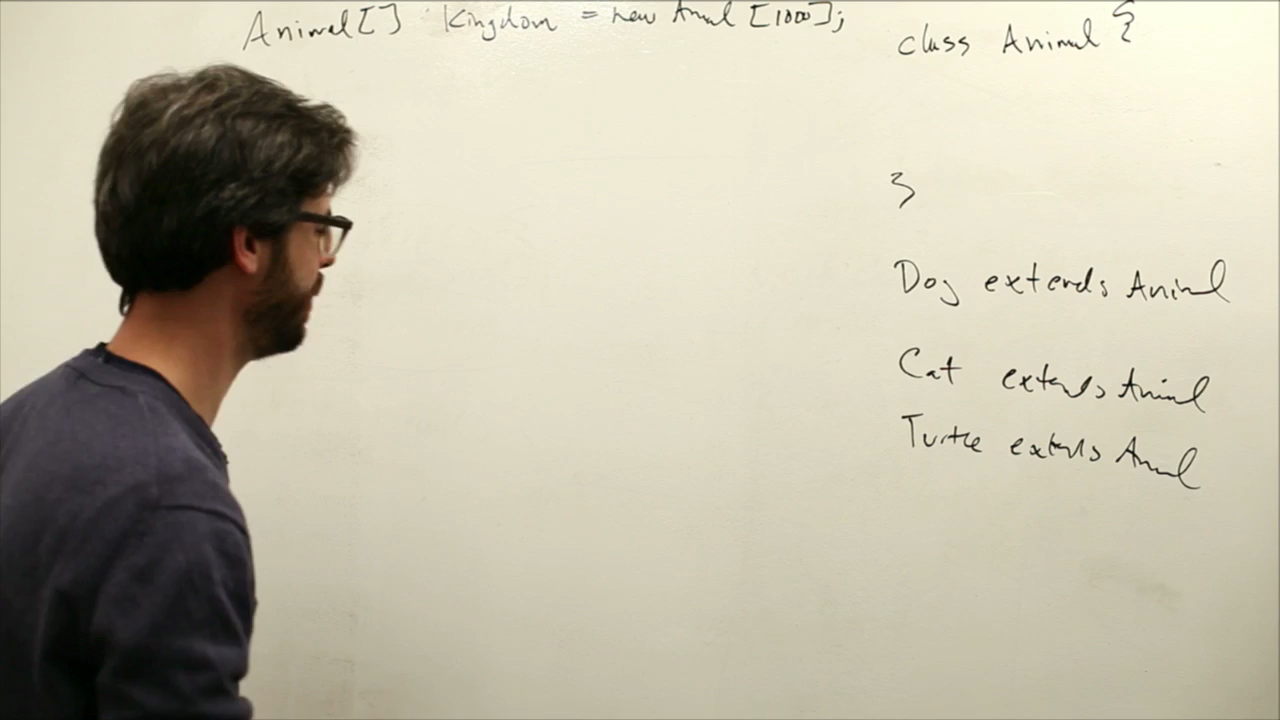 Animal[] Kingdom = new Animal [1000];
class Animal {
}
Dog extends Animal
Cat extends Animal
Turtle extends Animal